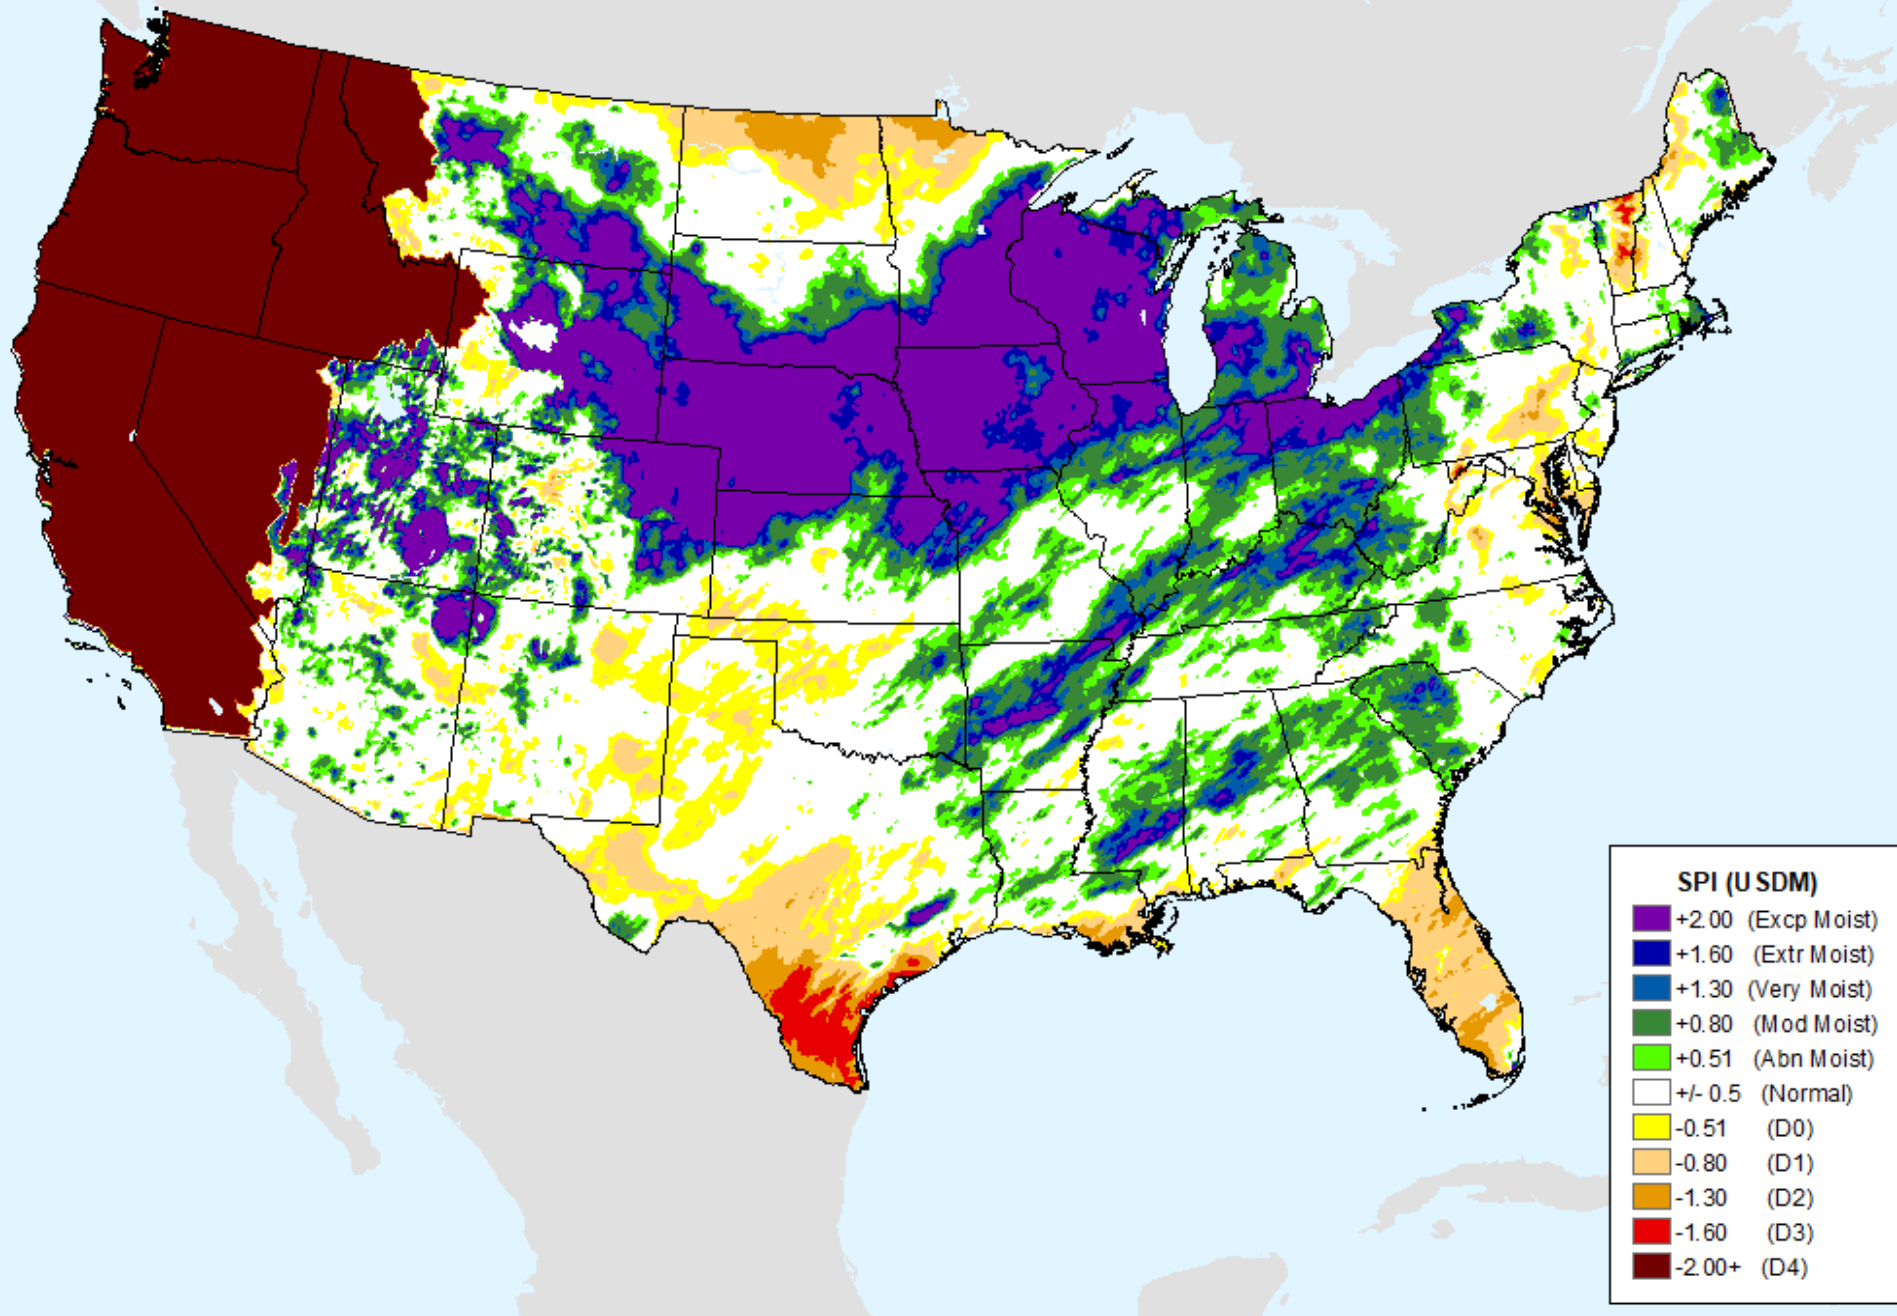 SPI (USDM)
+2.00 (Excp Moist)
+1.60 (Extr Moist)
+1.30 (Very Moist)
+0.80 (Mod Moist)
+0.51 (Abn Moist)
+/- 0.5 (Normal)
-0.51 (D0)
-0.80 (D1)
-1.30 (D2)
-1.60 (D3)
-2.00+ (D4)